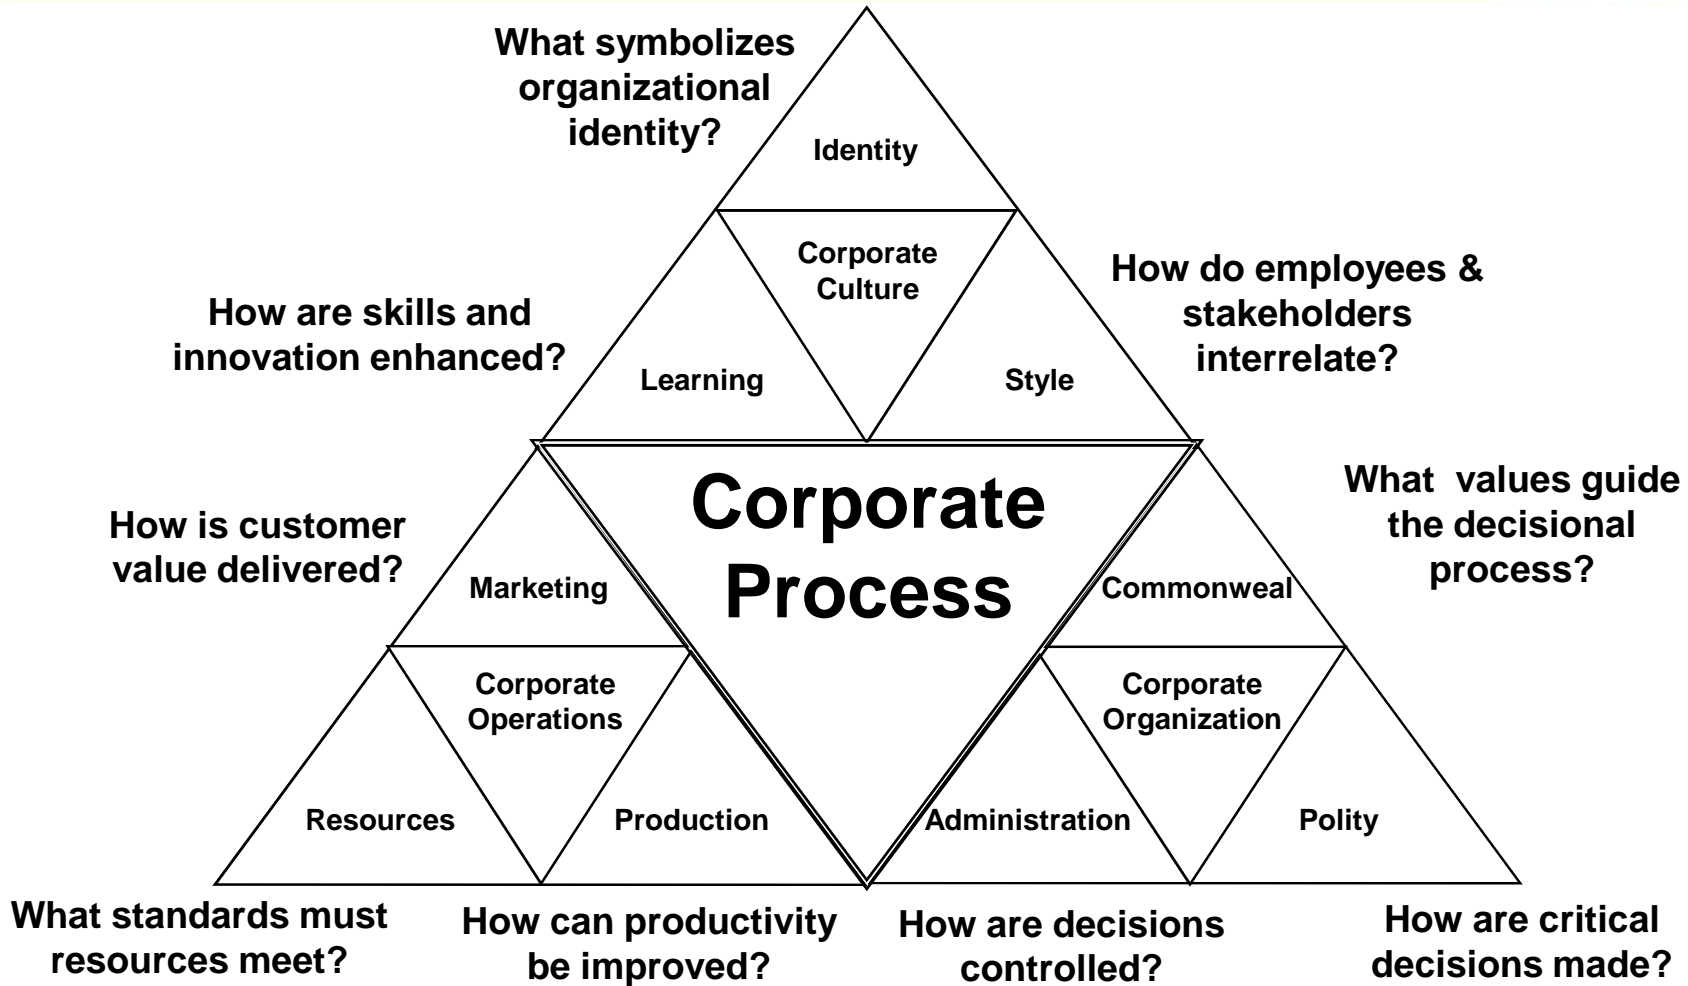 What symbolizes
organizational
identity?
Identity
Corporate
Culture
How do employees &
stakeholders
interrelate?
How are skills and
innovation enhanced?
Learning
Style
Corporate
Process
What values guide
the decisional
process?
How is customer
value delivered?
Marketing
Commonweal
Corporate
Operations
Corporate
Organization
Resources
Production
Administration
Polity
What standards must
resources meet?
How can productivity
be improved?
How are decisions
controlled?
How are critical
decisions made?